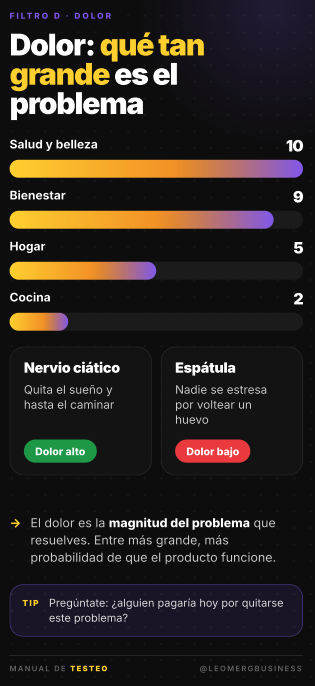 FILTRO D · DOLOR
Dolor: qué tan
grande es el
problema
Salud y belleza 10
Bienestar 9
Hogar 5
Cocina 2
Nervio ciático
Quita el sueño y
hasta el caminar
Dolor alto
Espátula
Nadie se estresa
por voltear un
huevo
Dolor bajo
→ El dolor es la magnitud del problema que
resuelves. Entre más grande, más
probabilidad de que el producto funcione.
TIP Pregúntate: ¿alguien pagaría hoy por quitarse
este problema?
MANUAL DE TESTEO @LEOMEROBUSINESS